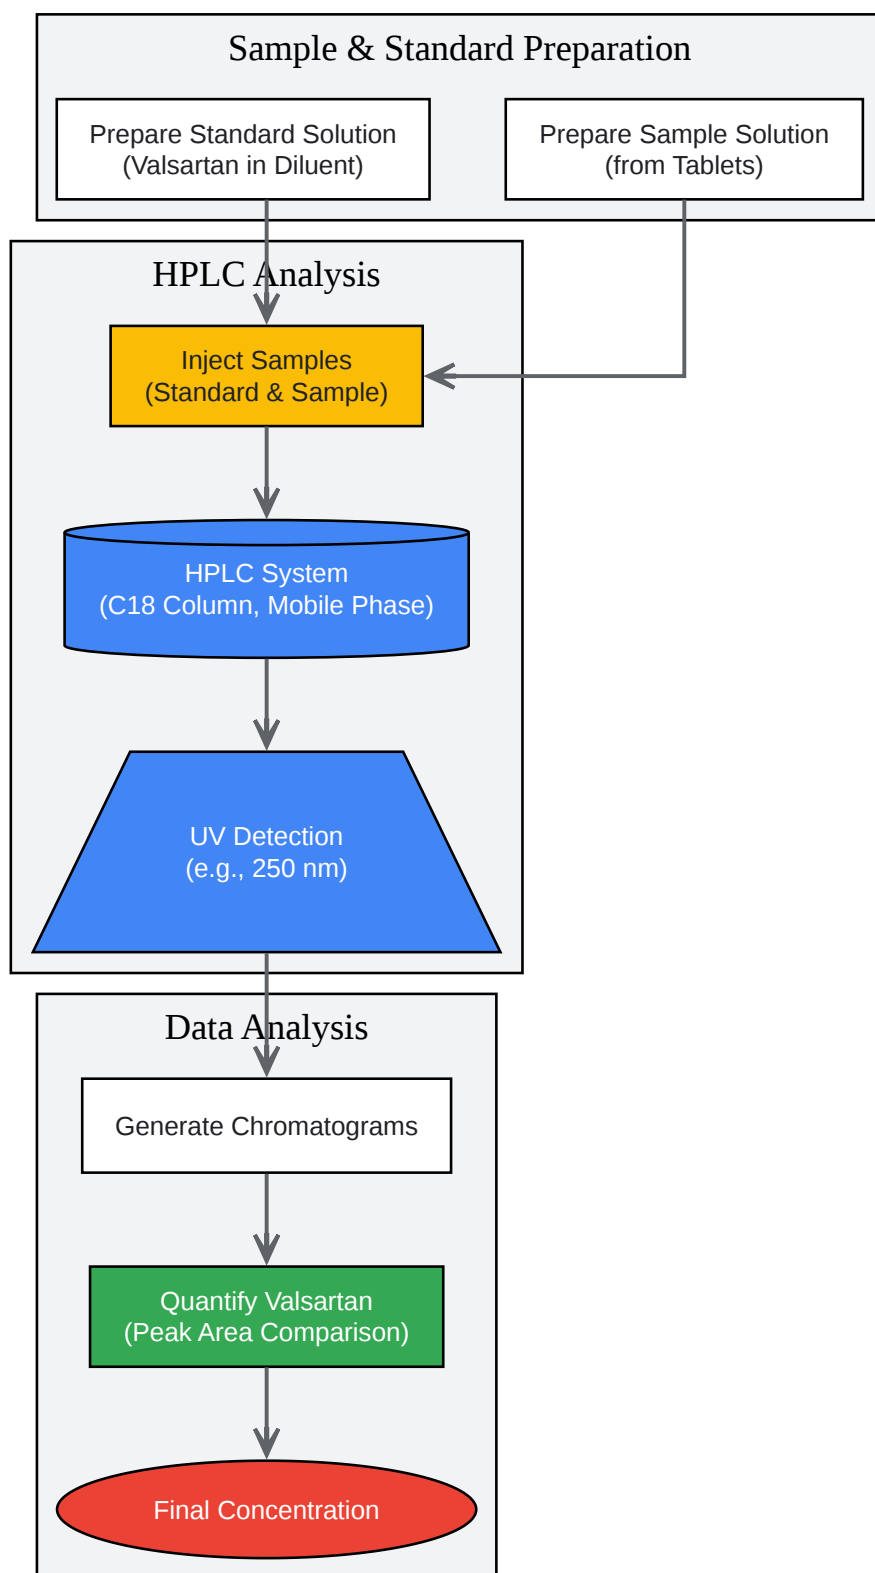 Sample & Standard Preparation
Prepare Standard Solution
(Valsartan in Diluent)
Prepare Sample Solution
(from Tablets)
HPLC Analysis
Inject Samples
(Standard & Sample)
HPLC System
(C18 Column, Mobile Phase)
UV Detection
(e.g., 250 nm)
Data Analysis
Generate Chromatograms
Quantify Valsartan
(Peak Area Comparison)
Final Concentration